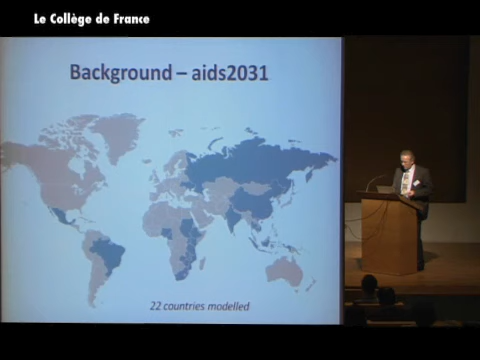 Le Collège de France
Background – aids2031
22 countries modelled